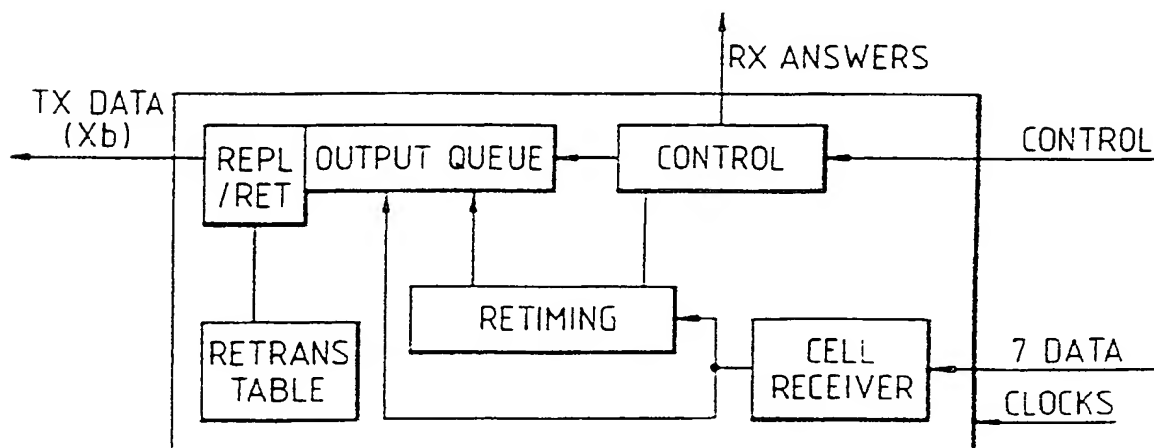 RX ANSWERS
TX DATA
(Xb)
REPL
/RET
OUTPUT QUEUE
CONTROL
CONTROL
RETIMING
RETRANS
TABLE
CELL
RECEIVER
7 DATA
CLOCKS